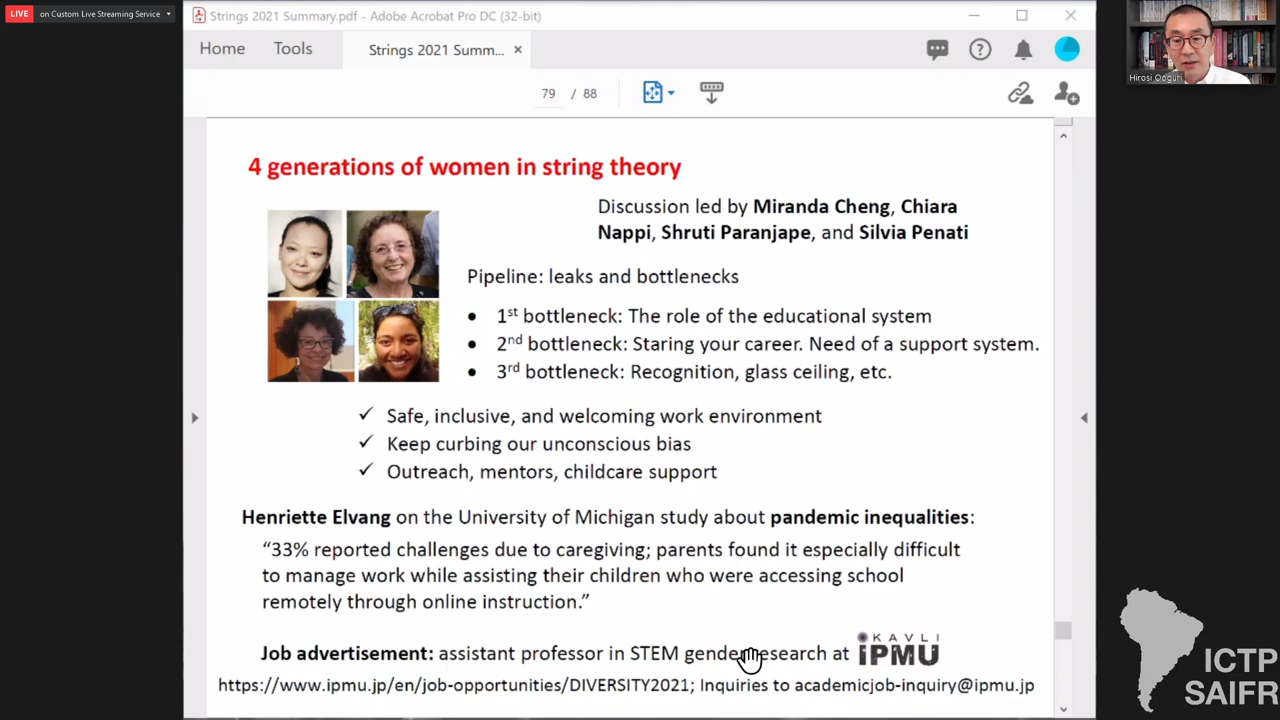 LIVE on Custom Live Streaming Service
Strings 2021 Summary.pdf - Adobe Acrobat Pro DC (32-bit)
Home Tools Strings 2021 Summ... ×
79 / 88
Hirosi Ooguri
4 generations of women in string theory
Discussion led by Miranda Cheng, Chiara
Nappi, Shruti Paranjape, and Silvia Penati
Pipeline: leaks and bottlenecks
• 1st bottleneck: The role of the educational system
• 2nd bottleneck: Staring your career. Need of a support system.
• 3rd bottleneck: Recognition, glass ceiling, etc.
✓ Safe, inclusive, and welcoming work environment
✓ Keep curbing our unconscious bias
✓ Outreach, mentors, childcare support
Henriette Elvang on the University of Michigan study about pandemic inequalities:
“33% reported challenges due to caregiving; parents found it especially difficult
to manage work while assisting their children who were accessing school
remotely through online instruction.”
Job advertisement: assistant professor in STEM gender research at KAVLI IPMU
https://www.ipmu.jp/en/job-opportunities/DIVERSITY2021; Inquiries to academicjob-inquiry@ipmu.jp
ICTP
SAIFR